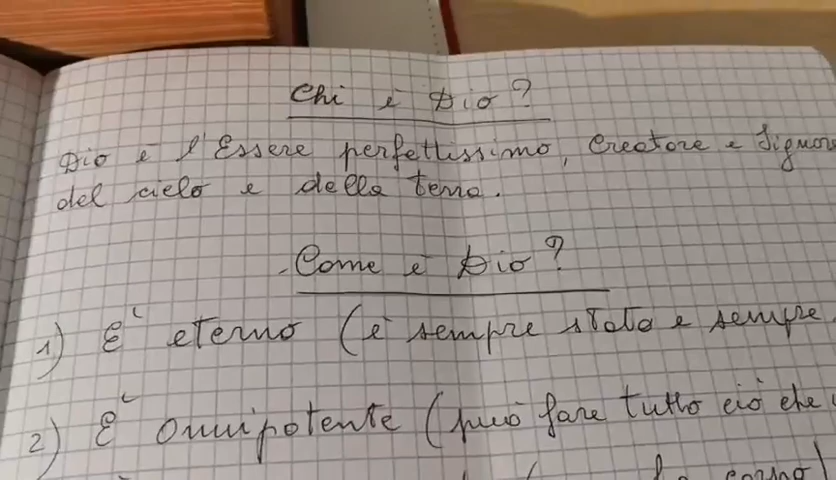 Chi è Dio?
Dio è l'Essere perfettissimo, Creatore e Signore
del cielo e della terra.
Come è Dio?
1) E' eterno (è sempre stato e sempre
2) E' onnipotente (può fare tutto ciò che
corpo)